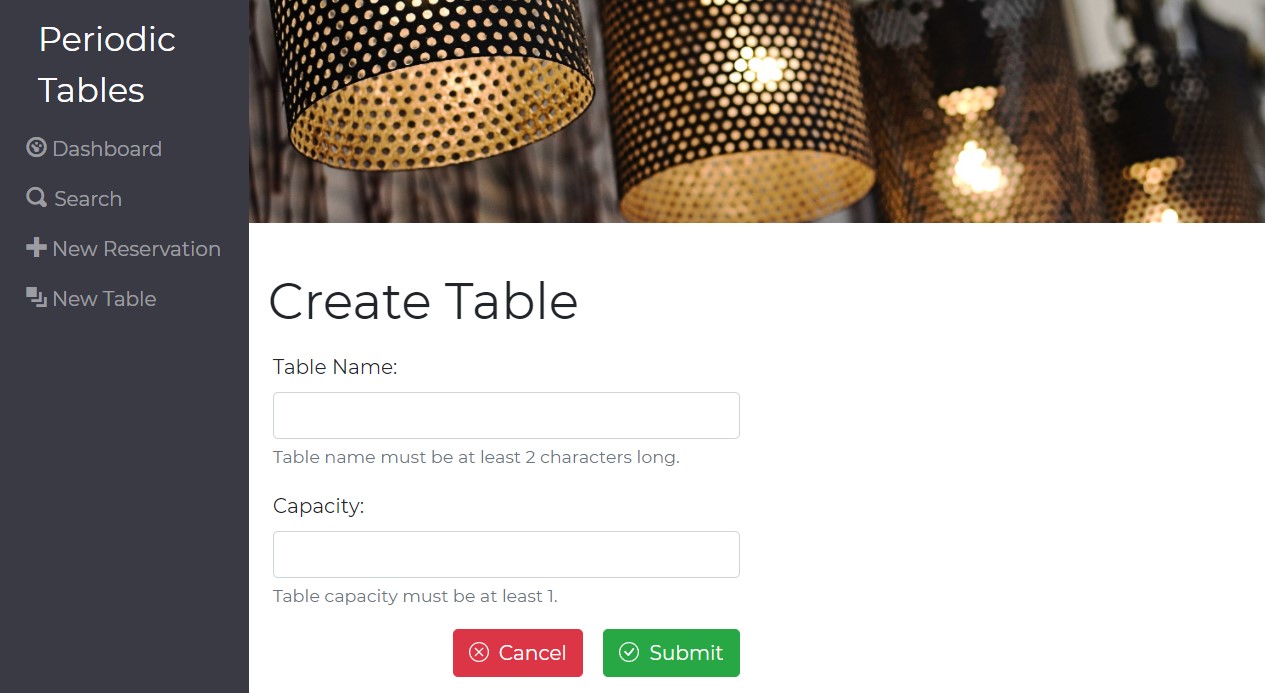 Periodic
Tables
Dashboard
Search
New Reservation
New Table
Create Table
Table Name:
Table name must be at least 2 characters long.
Capacity:
Table capacity must be at least 1.
Cancel
Submit